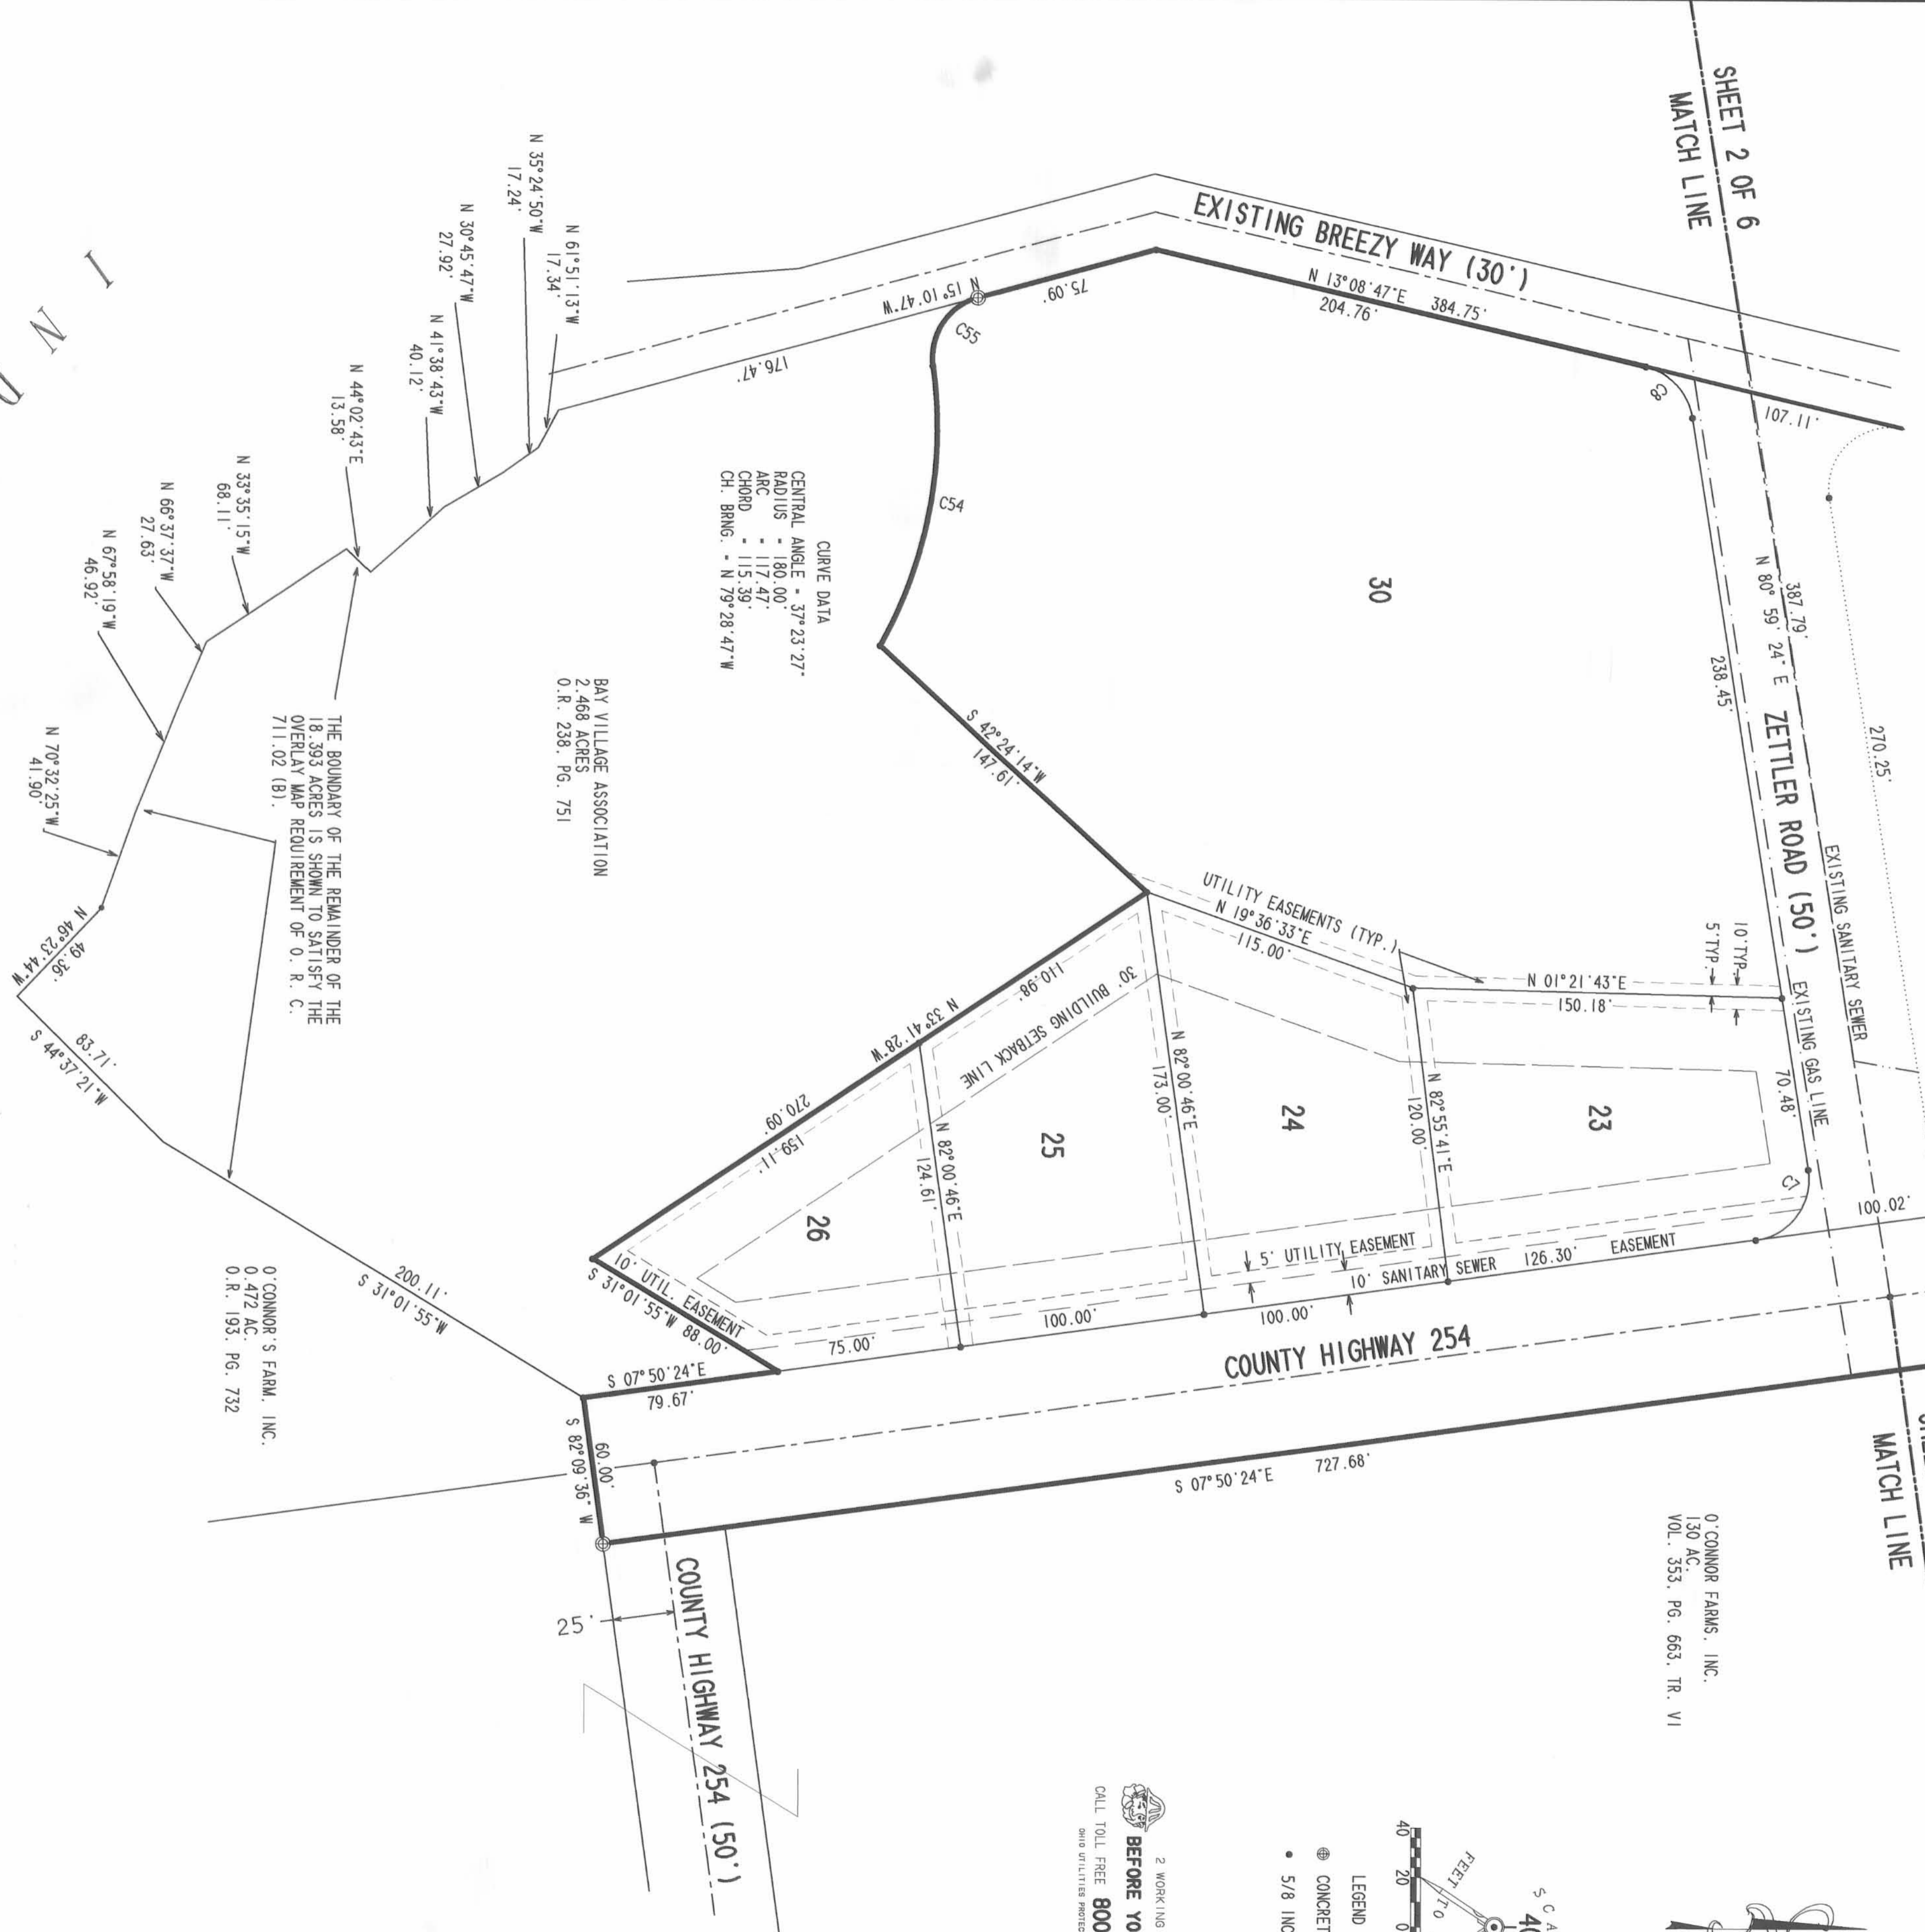 SHEET 2 OF 6
MATCH LINE
EXISTING BREEZY WAY (30')
N 13°08'47"E 384.75'
204.76'
107.11'
C8
75.09'
N 15°10'47"W
176.47'
C55
C54
30
387.79'
N 80° 59' 24" E
ZETTLER ROAD (50')
238.45'
270.25'
EXISTING SANITARY SEWER
EXISTING GAS LINE
10'TYP.
5'TYP.
70.48'
C7
100.02'
N 35°24'50"W
17.24'
N 61°51'13"W
17.34'
N 30°45'47"W
27.92'
N 41°38'43"W
40.12'
N 44°02'43"E
13.58'
N 33°35'15"W
68.11'
N 66°37'37"W
27.63'
N 67°58'19"W
46.92'
N 70°32'25"W
41.90'
N 46°23'44"W
49.36'
83.71'
S 44°37'21"W
200.11'
S 31°01'55"W
CURVE DATA
CENTRAL ANGLE = 37°23'27"
RADIUS = 180.00'
ARC = 117.47'
CHORD = 115.39'
CH. BRNG. = N 79°28'47"W
BAY VILLAGE ASSOCIATION
2.468 ACRES
O.R. 238, PG. 751
THE BOUNDARY OF THE REMAINDER OF THE
18.393 ACRES IS SHOWN TO SATISFY THE
OVERLAY MAP REQUIREMENT OF O. R. C.
711.02 (B).
S 42°24'14"W
147.61'
UTILITY EASEMENTS (TYP.)
N 19°36'33"E
115.00'
N 01°21'43"E
150.18'
110.98'
30' BUILDING SETBACK LINE
N 33°41'28"W
270.09'
159.11'
N 82°00'46"E
173.00'
N 82°55'41"E
120.00'
N 82°00'46"E
124.61'
23
24
25
26
5' UTILITY EASEMENT
10' SANITARY SEWER EASEMENT
126.30'
100.00'
100.00'
75.00'
10' UTIL. EASEMENT
S 31°01'55"W 88.00'
S 07°50'24"E
79.67'
60.00'
S 82°09'36" W
COUNTY HIGHWAY 254
S 07°50'24"E 727.68'
MATCH LINE
O'CONNOR'S FARM, INC.
0.472 AC.
O.R. 193, PG. 732
O'CONNOR FARMS, INC.
130 AC.
VOL. 353, PG. 663, TR. VI
25'
COUNTY HIGHWAY 254 (50')
2 WORKING
BEFORE YO
CALL TOLL FREE 800
OHIO UTILITIES PROTEC
LEGEND
CONCRET
5/8 INC
40 20 0
FEET
TO
SCA
40
I N